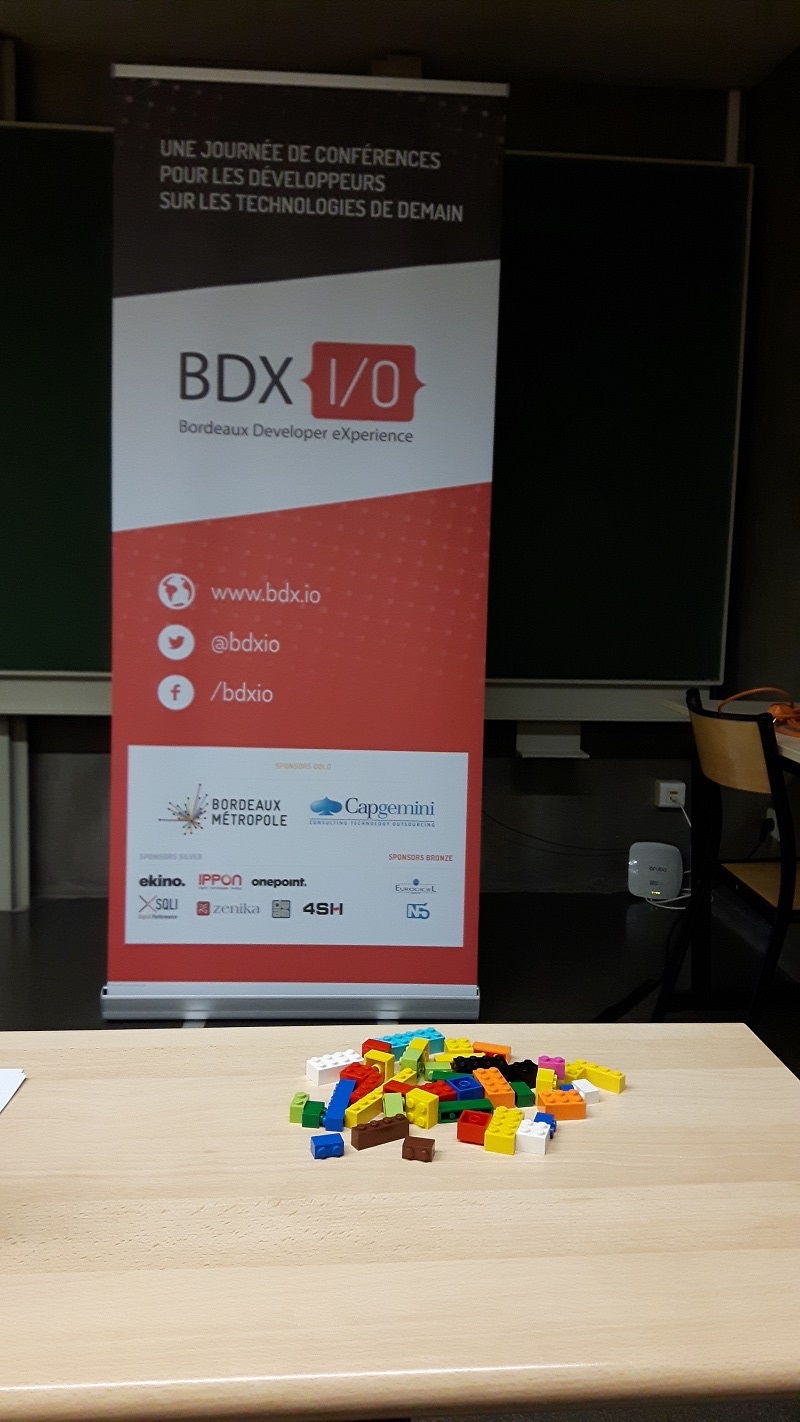 UNE JOURNÉE DE CONFÉRENCES
POUR LES DÉVELOPPEURS
SUR LES TECHNOLOGIES DE DEMAIN
BDX I/O
Bordeaux Developer eXperience
www.bdx.io
@bdxio
/bdxio
SPONSORS GOLD
BORDEAUX
MÉTROPOLE
Capgemini
CONSULTING.TECHNOLOGY.OUTSOURCING
SPONSORS SILVER
SPONSORS BRONZE
ekino.
IPPON
onepoint.
EUROGICIEL
SQLI
zenika
4SH
aruba